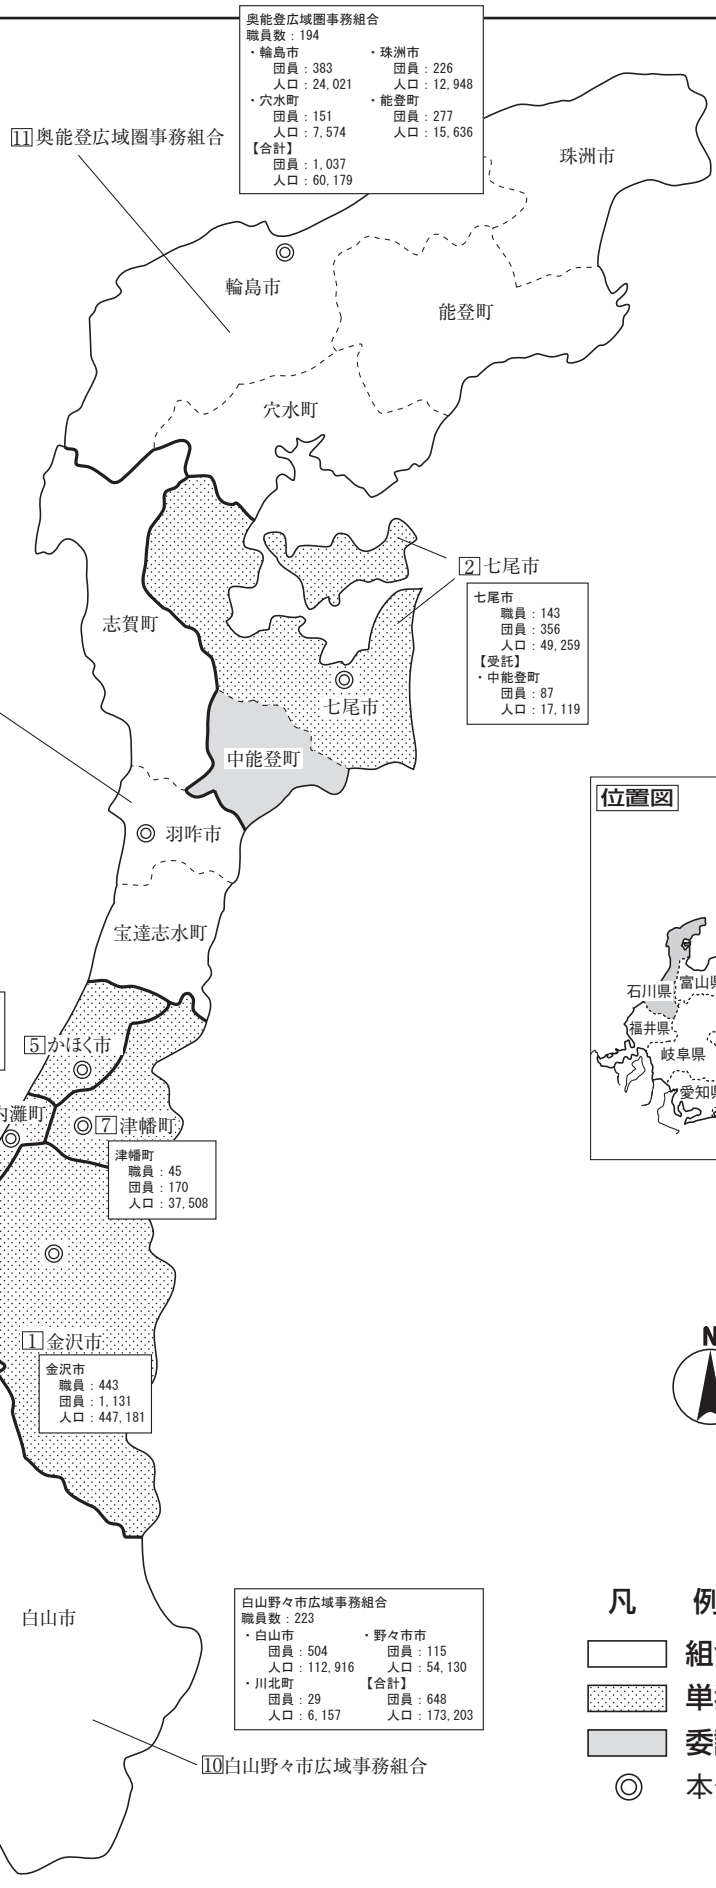 奥能登広域圏事務組合
職員数：194
・輪島市 ・珠洲市
団員：383 団員：226
人口：24,021 人口：12,948
・穴水町 ・能登町
団員：151 団員：277
人口：7,574 人口：15,636
【合計】
団員：1,037
人口：60,179
11 奥能登広域圏事務組合
珠洲市
輪島市
能登町
穴水町
2 七尾市
七尾市
職員：143
団員：356
人口：49,259
【受託】
・中能登町
団員：87
人口：17,119
志賀町
七尾市
中能登町
羽咋市
宝達志水町
位置図
石川県
富山県
福井県
岐阜県
愛知県
5 かほく市
内灘町
7 津幡町
津幡町
職員：45
団員：170
人口：37,508
1 金沢市
金沢市
職員：443
団員：1,131
人口：447,181
N
白山市
白山野々市広域事務組合
職員数：223
・白山市 ・野々市市
団員：504 団員：115
人口：112,916 人口：54,130
・川北町 【合計】
団員：29 団員：648
人口：6,157 人口：173,203
10 白山野々市広域事務組合
凡 例
組
単
委
本